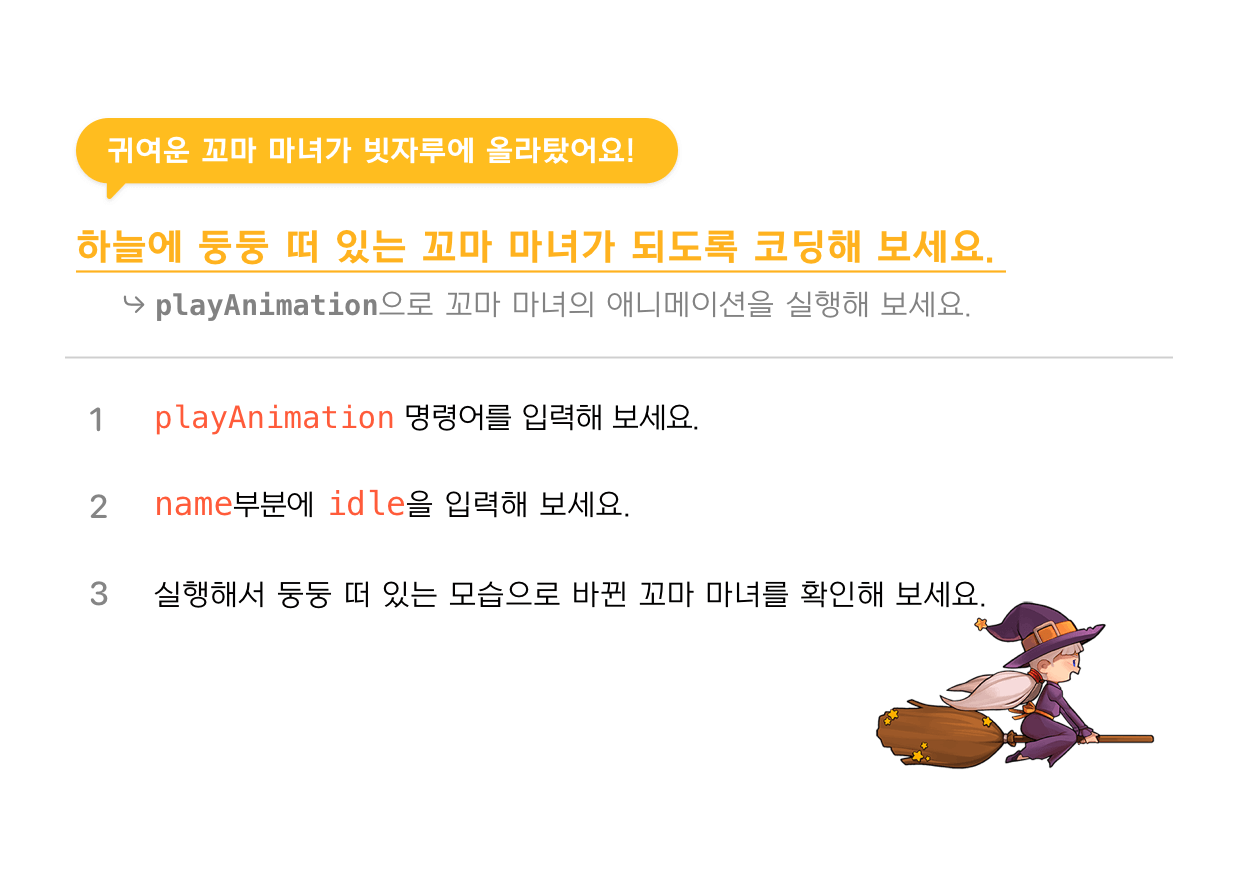 귀여운 꼬마 마녀가 빗자루에 올라탔어요!
하늘에 둥둥 떠 있는 꼬마 마녀가 되도록 코딩해 보세요.
↪ playAnimation으로 꼬마 마녀의 애니메이션을 실행해 보세요.
1 playAnimation 명령어를 입력해 보세요.
2 name부분에 idle을 입력해 보세요.
3 실행해서 둥둥 떠 있는 모습으로 바뀐 꼬마 마녀를 확인해 보세요.